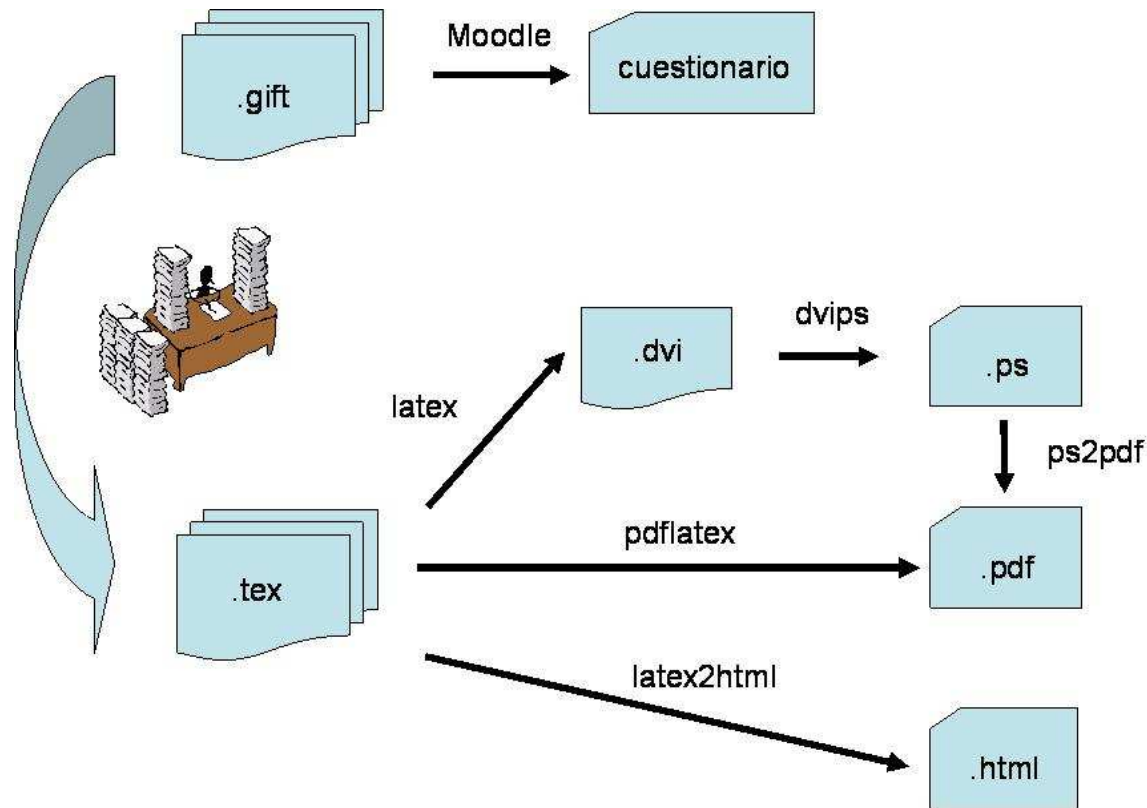 Moodle
.gift
cuestionario
dvips
.dvi
.ps
latex
ps2pdf
pdflatex
.tex
.pdf
latex2html
.html